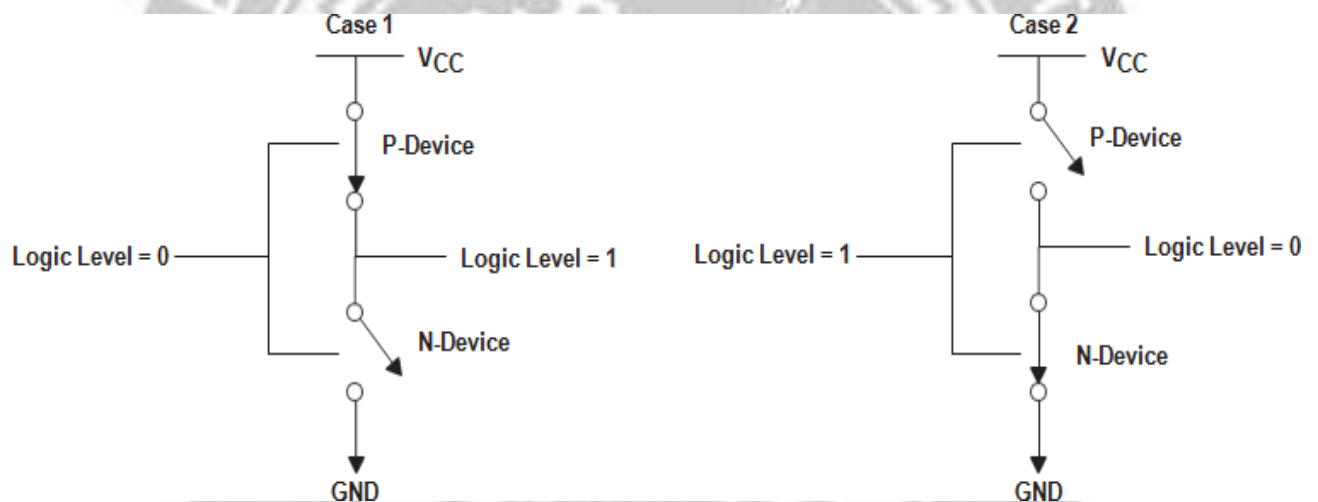 Case 1
VCC
P-Device
Logic Level = 0
Logic Level = 1
N-Device
GND
Case 2
VCC
P-Device
Logic Level = 1
Logic Level = 0
N-Device
GND